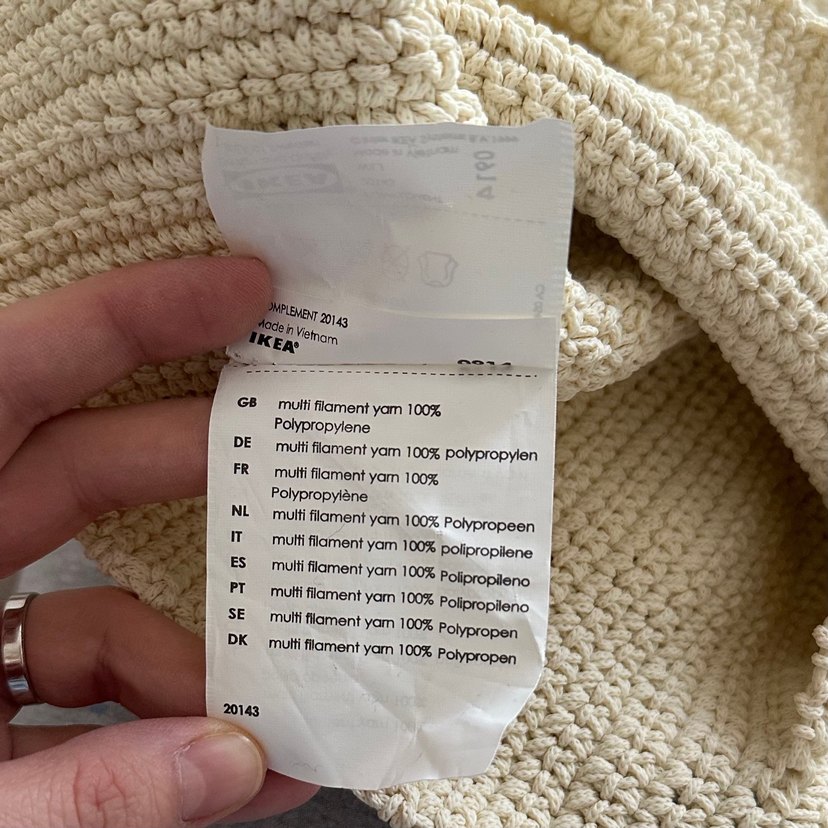 OMPLEMENT 20143
Made in Vietnam
IKEA®
GB multi filament yarn 100%
Polypropylene
DE multi filament yarn 100% polypropylen
FR multi filament yarn 100%
Polypropylène
NL multi filament yarn 100% Polypropeen
IT multi filament yarn 100% polipropilene
ES multi filament yarn 100% Polipropileno
PT multi filament yarn 100% Polipropileno
SE multi filament yarn 100% Polypropen
DK multi filament yarn 100% Polypropen
20143